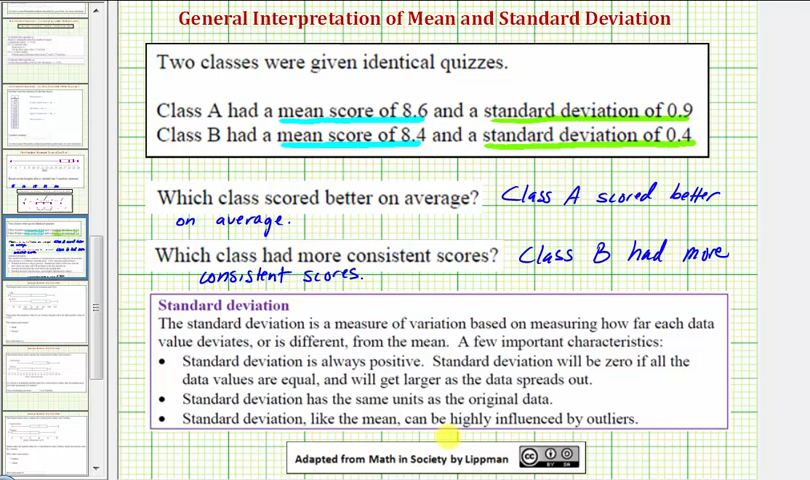 General Interpretation of Mean and Standard Deviation
Two classes were given identical quizzes.
Class A had a mean score of 8.6 and a standard deviation of 0.9
Class B had a mean score of 8.4 and a standard deviation of 0.4
Which class scored better on average? Class A scored better
on average.
Which class had more consistent scores? Class B had more
consistent scores.
Standard deviation
The standard deviation is a measure of variation based on measuring how far each data
value deviates, or is different, from the mean. A few important characteristics:
• Standard deviation is always positive. Standard deviation will be zero if all the
data values are equal, and will get larger as the data spreads out.
• Standard deviation has the same units as the original data.
• Standard deviation, like the mean, can be highly influenced by outliers.
Adapted from Math in Society by Lippman
cc
BY SA